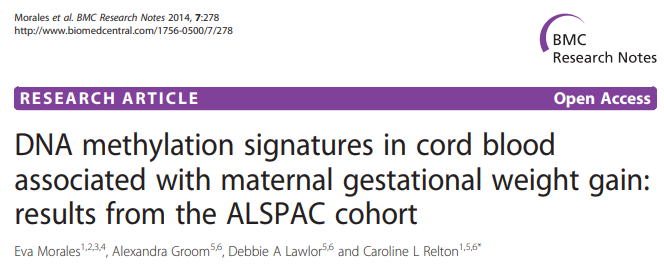 Morales et al. BMC Research Notes 2014, 7:278
http://www.biomedcentral.com/1756-0500/7/278
BMC
Research Notes
RESEARCH ARTICLE
Open Access
DNA methylation signatures in cord blood
associated with maternal gestational weight gain:
results from the ALSPAC cohort
Eva Morales1,2,3,4, Alexandra Groom5,6, Debbie A Lawlor5,6 and Caroline L Relton1,5,6*